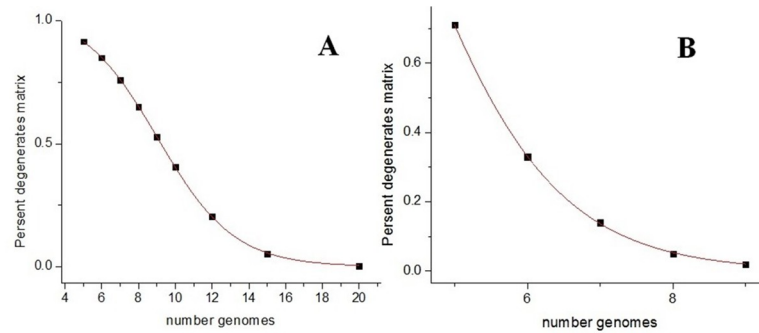 A
Persent degenerates matrix
1.0
0.5
0.0
4 6 8 10 12 14 16 18 20
number genomes
B
Persent degenerates matrix
0.6
0.4
0.2
0.0
6 8
number genomes